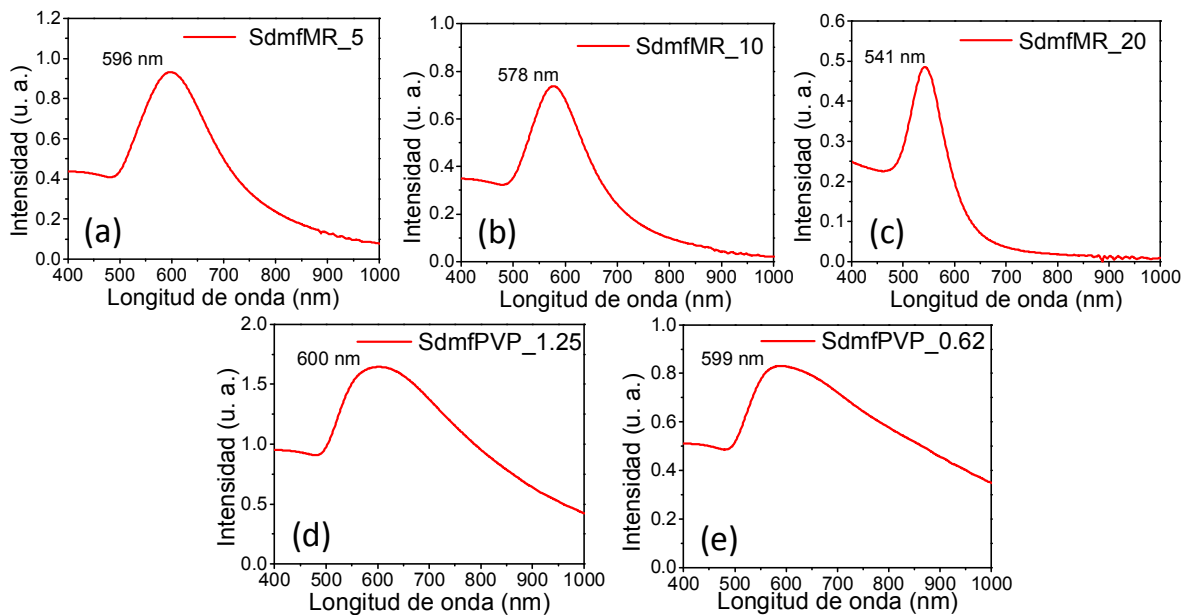 SdmfMR_5
596 nm
Intensidad (u. a.)
1.2
1.0
0.8
0.6
0.4
0.2
0.0
(a)
400 500 600 700 800 900 1000
Longitud de onda (nm)
SdmfMR_10
578 nm
Intensidad (u. a.)
1.0
0.8
0.6
0.4
0.2
0.0
(b)
400 500 600 700 800 900 1000
Longitud de onda (nm)
SdmfMR_20
541 nm
Intensidad (u. a.)
0.6
0.5
0.4
0.3
0.2
0.1
0.0
(c)
400 500 600 700 800 900 1000
Longitud de onda (nm)
SdmfPVP_1.25
600 nm
Intensidad (u. a.)
2.0
1.5
1.0
0.5
0.0
(d)
400 500 600 700 800 900 1000
Longitud de onda (nm)
SdmfPVP_0.62
599 nm
Intensidad (u. a.)
1.0
0.8
0.6
0.4
0.2
0.0
(e)
400 500 600 700 800 900 1000
Longitud de onda (nm)